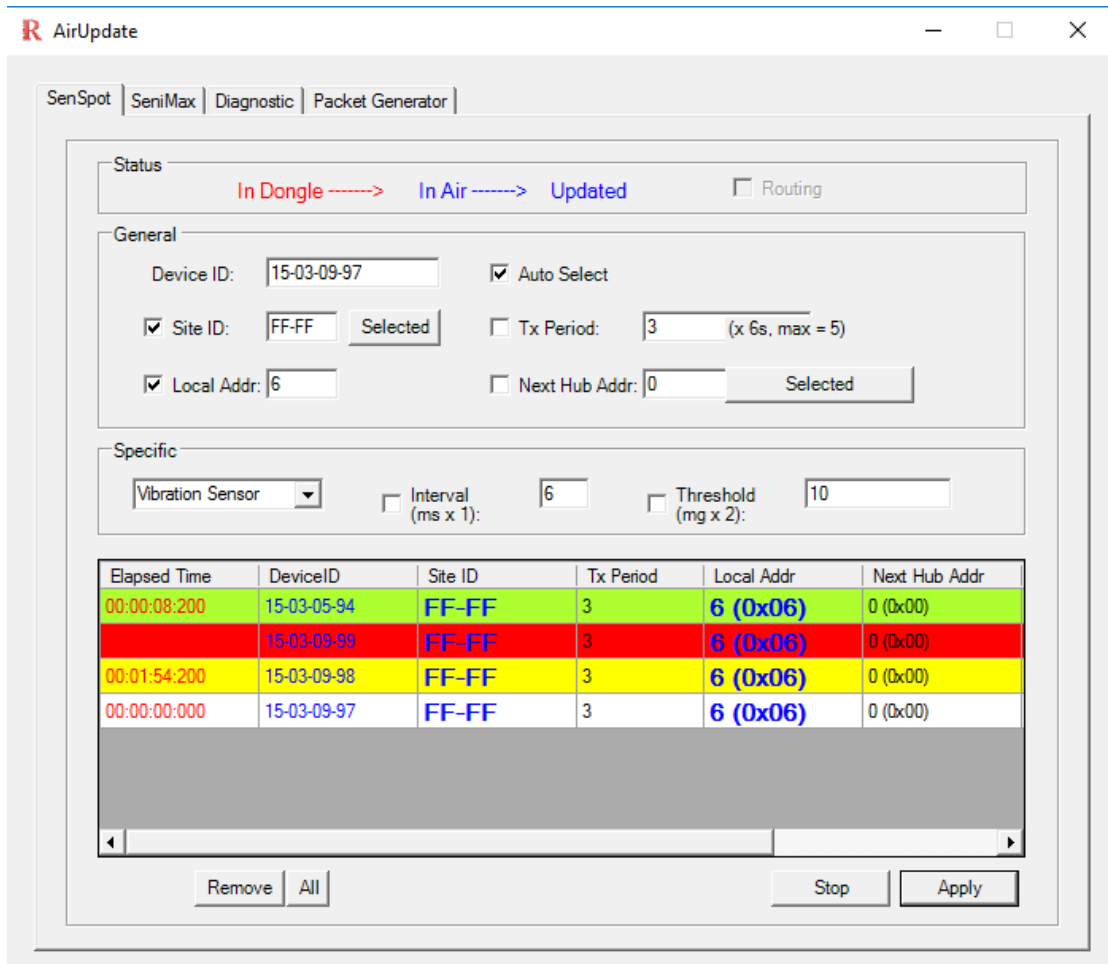 R AirUpdate
SenSpot SeniMax Diagnostic Packet Generator
Status
In Dongle -------> In Air -------> Updated Routing
General
Device ID: 15-03-09-97 Auto Select
Site ID: FF-FF Selected Tx Period: 3 (x 6s, max = 5)
Local Addr: 6 Next Hub Addr: 0 Selected
Specific
Vibration Sensor Interval 6 Threshold 10
(ms x 1): (mg x 2):
Elapsed Time DeviceID Site ID Tx Period Local Addr Next Hub Addr
00:00:08:200 15-03-05-94 FF-FF 3 6 (0x06) 0 (0x00)
15-03-09-99 FF-FF 3 6 (0x06) 0 (0x00)
00:01:54:200 15-03-09-98 FF-FF 3 6 (0x06) 0 (0x00)
00:00:00:000 15-03-09-97 FF-FF 3 6 (0x06) 0 (0x00)
Remove All Stop Apply